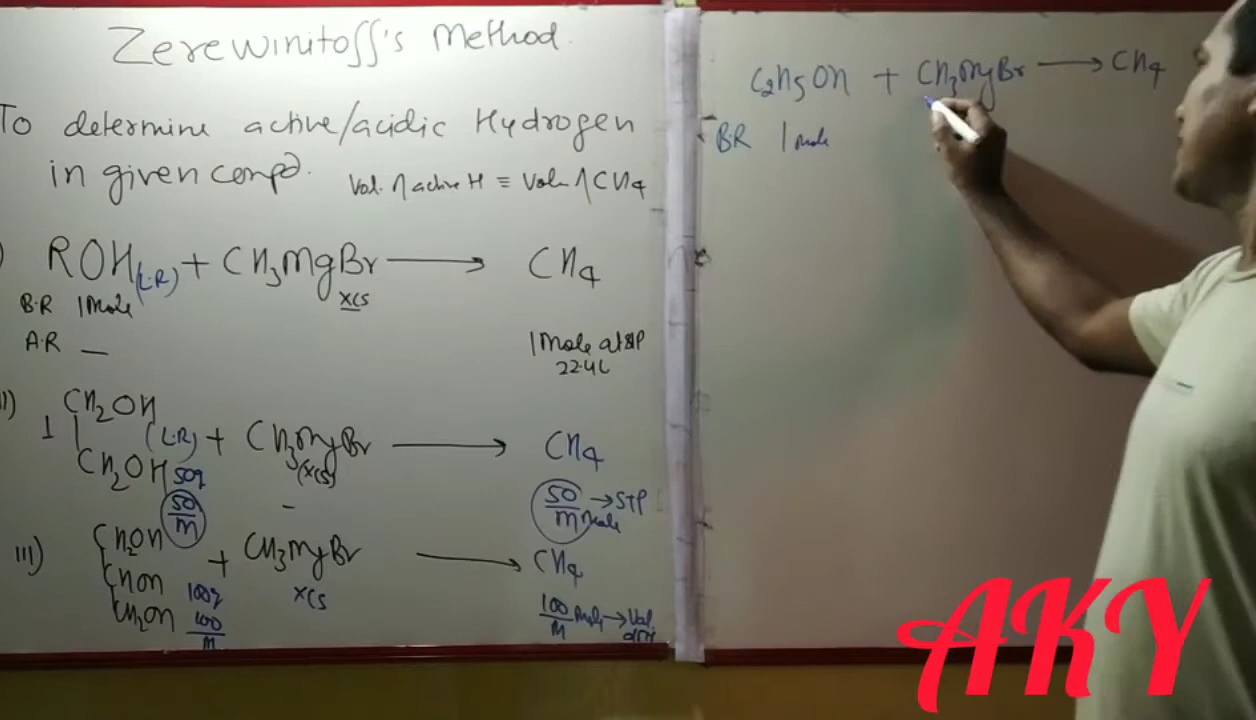 Zerewinitoff's Method.
To determine active/acidic Hydrogen
in given compd. Vol. of active H ≡ Vol of CH4
ROH(L.R) + CH3MgBr → CH4
xcs
B.R 1 Mole
A.R — 1 Mole at STP
22.4L
II) CH2OH
(L.R) + CH3MgBr → CH4
CH2OH 50g (xcs)
50/M – 50/M Mole → STP
III) CH2OH
+ CH3MgBr → CH4
CHOH 100g xcs
CH2OH 100/M 100/M Mole → Vol.
C2H5OH + CH3MgBr → CH4
B.R 1 Mole
AKY